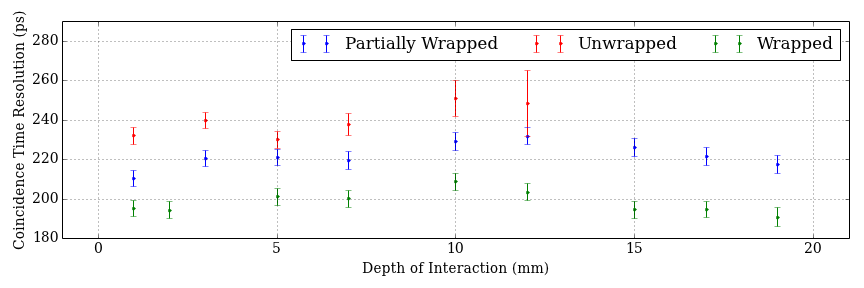 Coincidence Time Resolution (ps)
280
260
240
220
200
180
Partially Wrapped Unwrapped Wrapped
0 5 10 15 20
Depth of Interaction (mm)